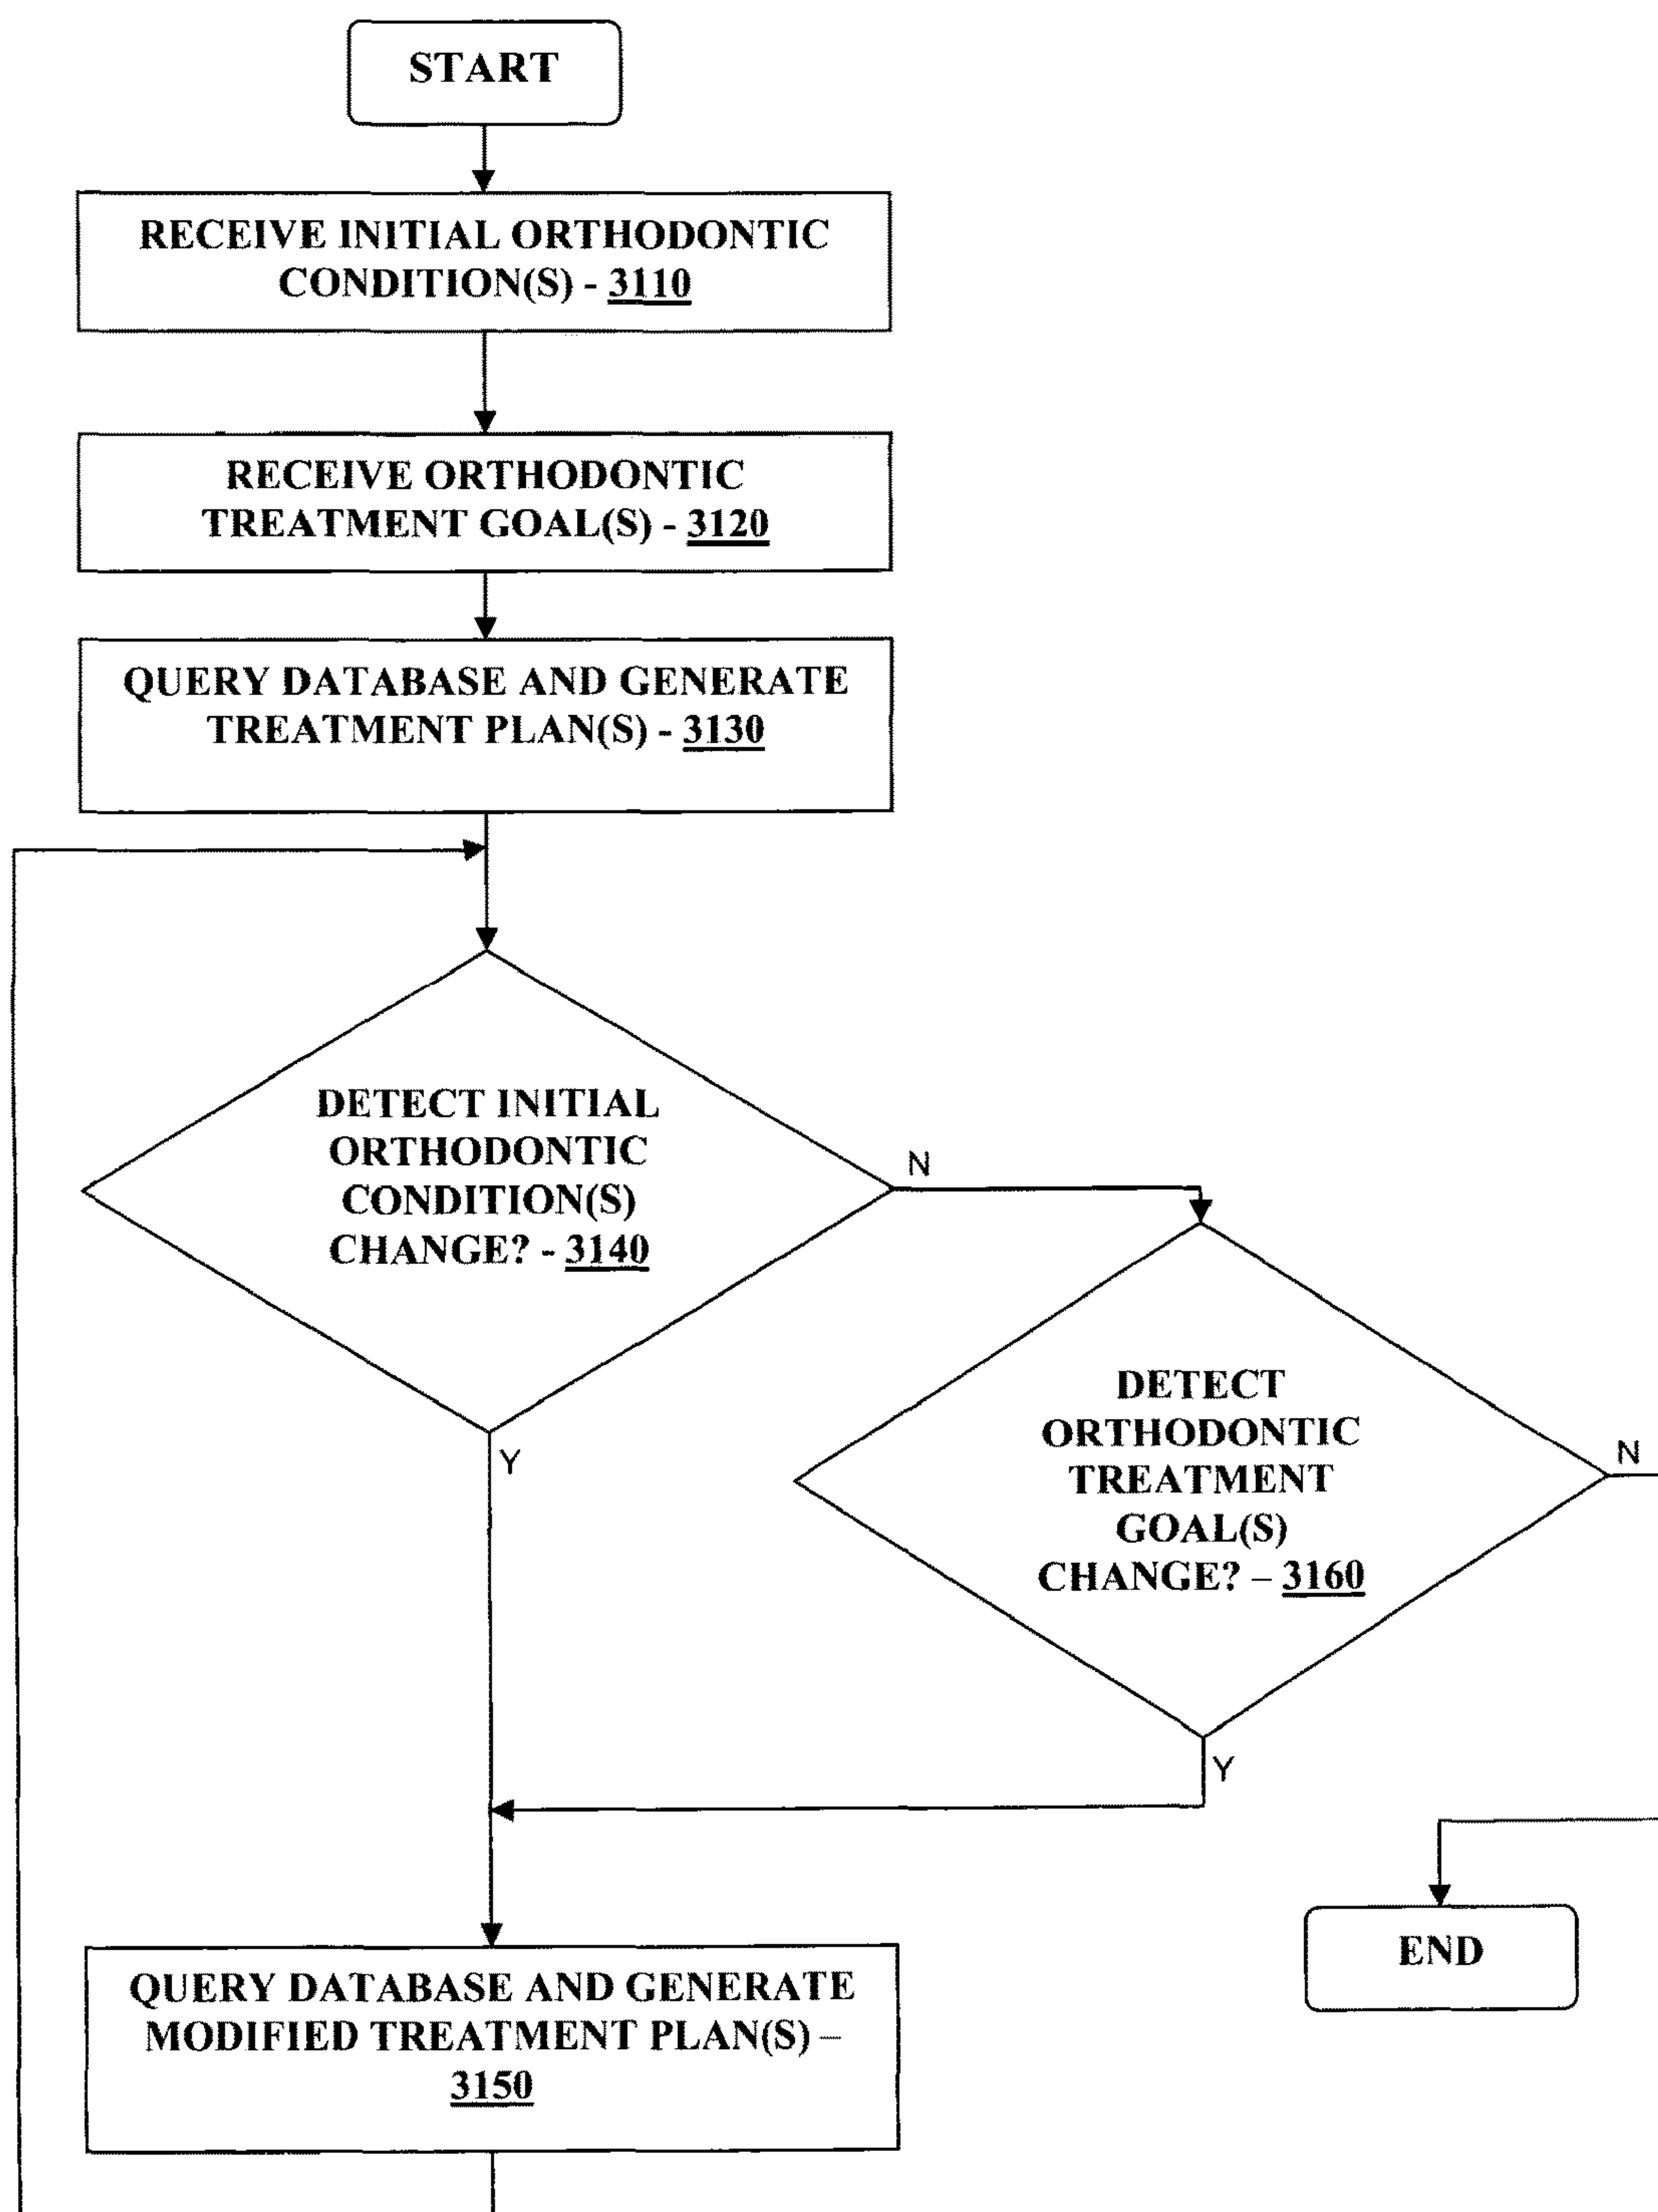 START
RECEIVE INITIAL ORTHODONTIC
CONDITION(S) - 3110
RECEIVE ORTHODONTIC
TREATMENT GOAL(S) - 3120
QUERY DATABASE AND GENERATE
TREATMENT PLAN(S) - 3130
DETECT INITIAL
ORTHODONTIC
CONDITION(S)
CHANGE? - 3140
N
Y
DETECT
ORTHODONTIC
TREATMENT
GOAL(S)
CHANGE? – 3160
N
Y
END
QUERY DATABASE AND GENERATE
MODIFIED TREATMENT PLAN(S) –
3150